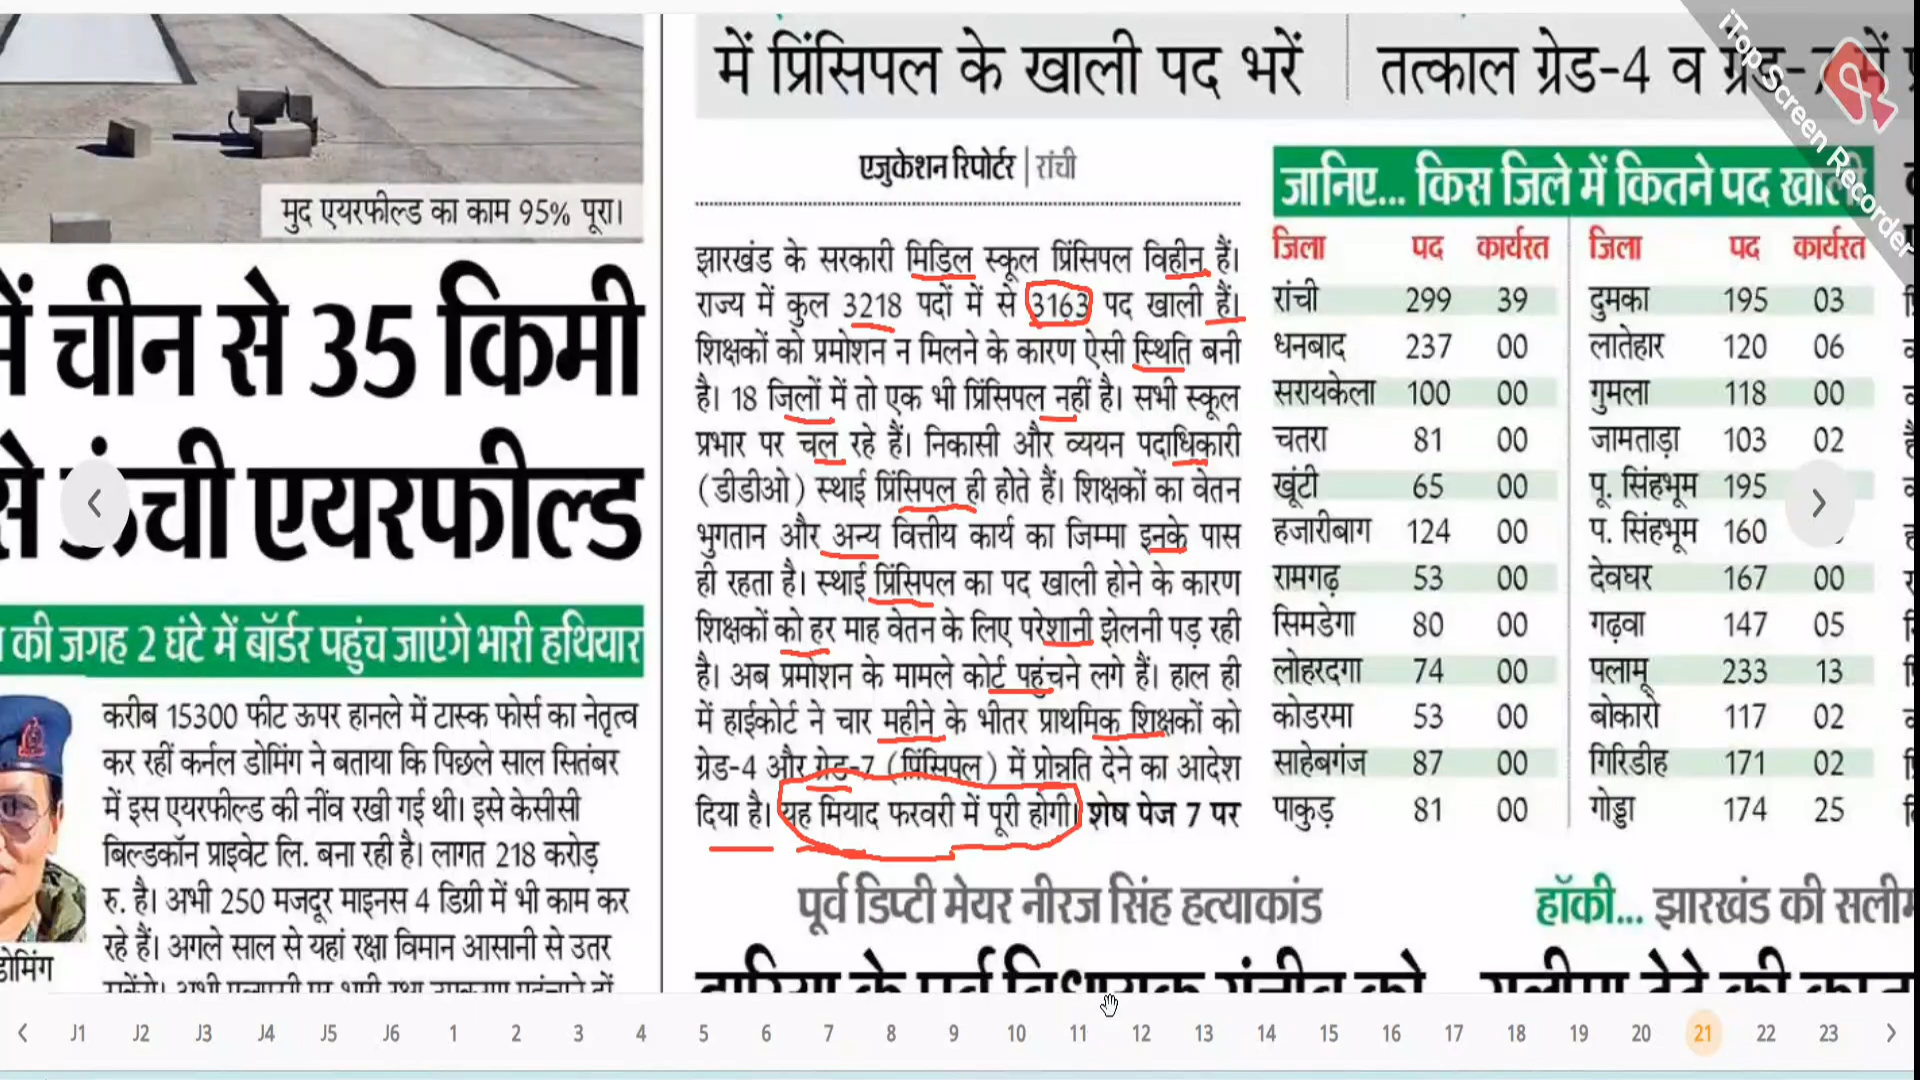 में प्रिंसिपल के खाली पद भरें
तत्काल ग्रेड-4 व ग्रेड-7 में
iTop Screen Recorder
मुद एयरफील्ड का काम 95% पूरा।
में चीन से 35 किमी
से ऊंची एयरफील्ड
की जगह 2 घंटे में बॉर्डर पहुंच जाएंगे भारी हथियार
करीब 15300 फीट ऊपर हानले में टास्क फोर्स का नेतृत्व
कर रहीं कर्नल डोमिंग ने बताया कि पिछले साल सितंबर
में इस एयरफील्ड की नींव रखी गई थी। इसे केसीसी
बिल्डकॉन प्राइवेट लि. बना रही है। लागत 218 करोड़
रु. है। अभी 250 मजदूर माइनस 4 डिग्री में भी काम कर
रहे हैं। अगले साल से यहां रक्षा विमान आसानी से उतर
डोमिंग
एजुकेशन रिपोर्टर | रांची
झारखंड के सरकारी मिडिल स्कूल प्रिंसिपल विहीन हैं।
राज्य में कुल 3218 पदों में से 3163 पद खाली हैं।
शिक्षकों को प्रमोशन न मिलने के कारण ऐसी स्थिति बनी
है। 18 जिलों में तो एक भी प्रिंसिपल नहीं है। सभी स्कूल
प्रभार पर चल रहे हैं। निकासी और व्ययन पदाधिकारी
(डीडीओ) स्थाई प्रिंसिपल ही होते हैं। शिक्षकों का वेतन
भुगतान और अन्य वित्तीय कार्य का जिम्मा इनके पास
ही रहता है। स्थाई प्रिंसिपल का पद खाली होने के कारण
शिक्षकों को हर माह वेतन के लिए परेशानी झेलनी पड़ रही
है। अब प्रमोशन के मामले कोर्ट पहुंचने लगे हैं। हाल ही
में हाईकोर्ट ने चार महीने के भीतर प्राथमिक शिक्षकों को
ग्रेड-4 और ग्रेड-7 (प्रिंसिपल) में प्रोन्नति देने का आदेश
दिया है। यह मियाद फरवरी में पूरी होगी। शेष पेज 7 पर
जानिए... किस जिले में कितने पद खाली
जिला पद कार्यरत जिला पद कार्यरत
रांची 299 39 दुमका 195 03
धनबाद 237 00 लातेहार 120 06
सरायकेला 100 00 गुमला 118 00
चतरा 81 00 जामताड़ा 103 02
खूंटी 65 00 पू. सिंहभूम 195
हजारीबाग 124 00 प. सिंहभूम 160
रामगढ़ 53 00 देवघर 167 00
सिमडेगा 80 00 गढ़वा 147 05
लोहरदगा 74 00 पलामू 233 13
कोडरमा 53 00 बोकारो 117 02
साहेबगंज 87 00 गिरिडीह 171 02
पाकुड़ 81 00 गोड्डा 174 25
पूर्व डिप्टी मेयर नीरज सिंह हत्याकांड
हॉकी... झारखंड की सलीमा
J1 J2 J3 J4 J5 J6 1 2 3 4 5 6 7 8 9 10 11 12 13 14 15 16 17 18 19 20 21 22 23